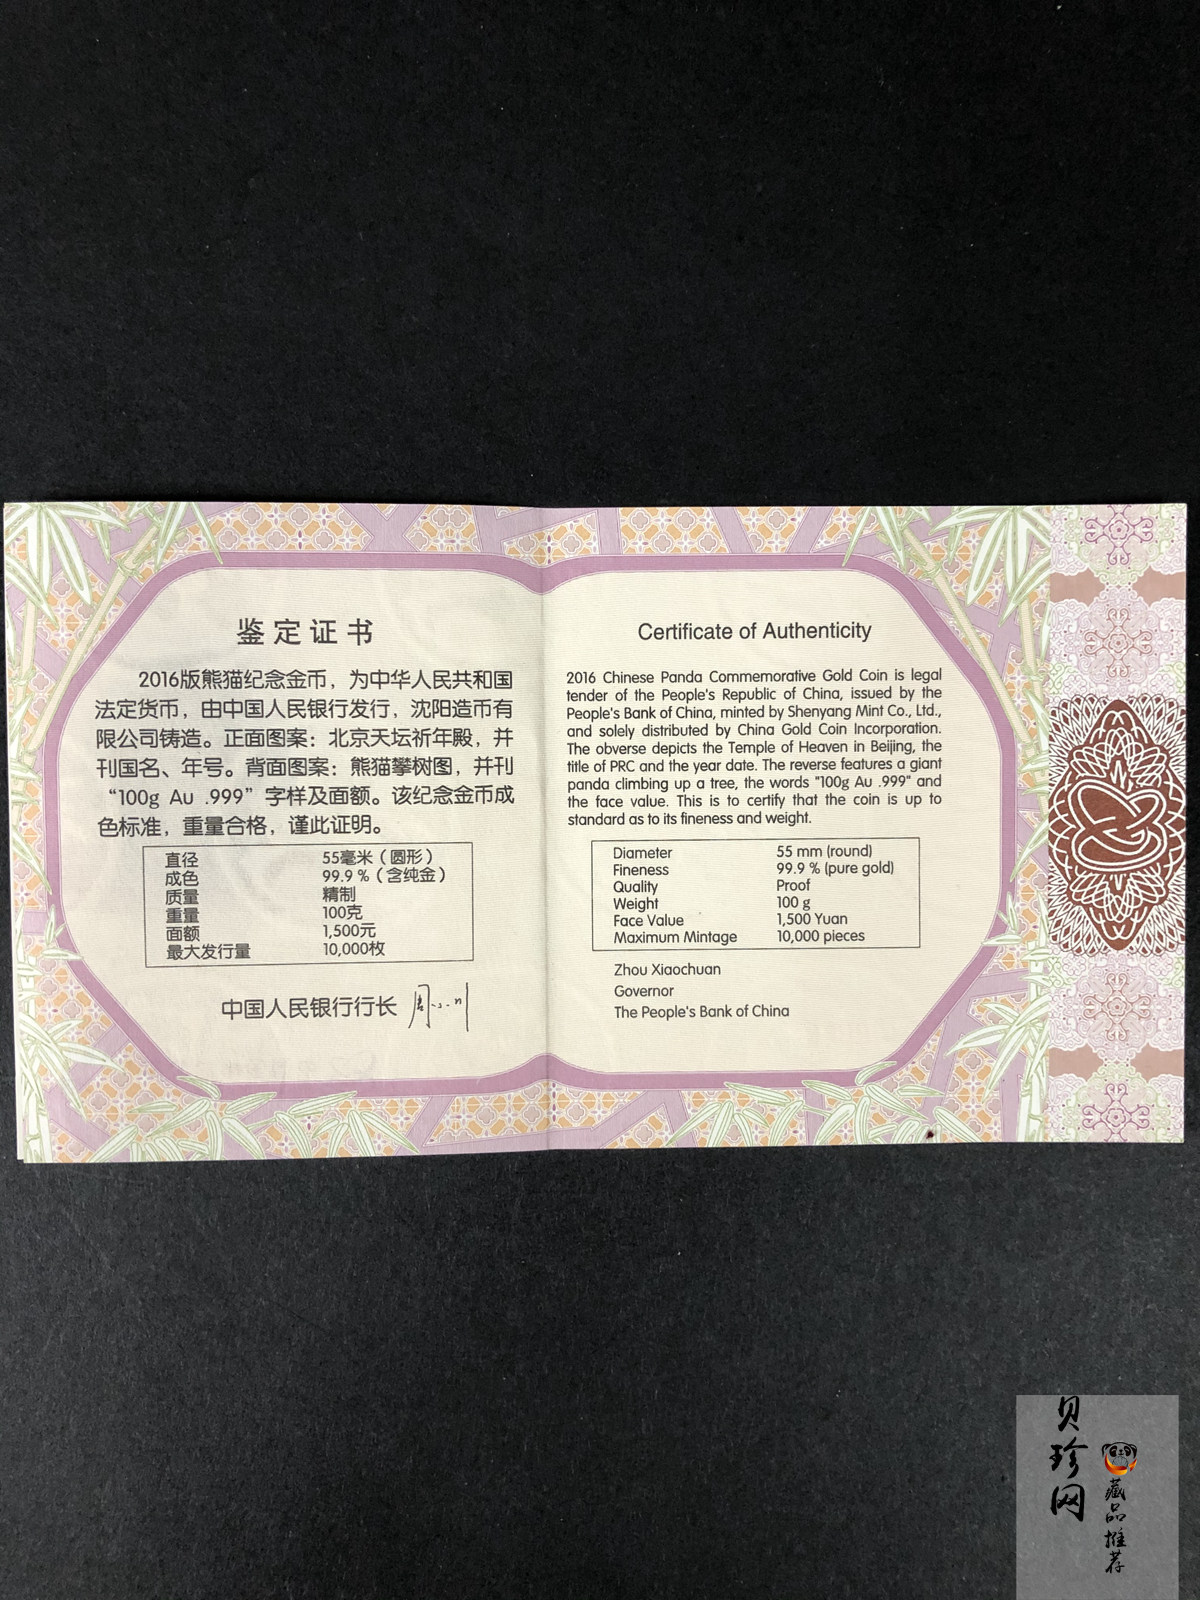 鉴定证书
2016版熊猫纪念金币，为中华人民共和国
法定货币，由中国人民银行发行，沈阳造币有
限公司铸造。正面图案：北京天坛祈年殿，并
刊国名、年号。背面图案：熊猫攀树图，并刊
“100g Au .999”字样及面额。该纪念金币成
色标准，重量合格，谨此证明。
直径 55毫米（圆形）
成色 99.9 %（含纯金）
质量 精制
重量 100克
面额 1,500元
最大发行量 10,000枚
中国人民银行行长
Certificate of Authenticity
2016 Chinese Panda Commemorative Gold Coin is legal
tender of the People's Republic of China, issued by the
People's Bank of China, minted by Shenyang Mint Co., Ltd.,
and solely distributed by China Gold Coin Incorporation.
The obverse depicts the Temple of Heaven in Beijing, the
title of PRC and the year date. The reverse features a giant
panda climbing up a tree, the words "100g Au .999" and
the face value. This is to certify that the coin is up to
standard as to its fineness and weight.
Diameter 55 mm (round)
Fineness 99.9 % (pure gold)
Quality Proof
Weight 100 g
Face Value 1,500 Yuan
Maximum Mintage 10,000 pieces
Zhou Xiaochuan
Governor
The People's Bank of China
贝珍网
藏品推荐